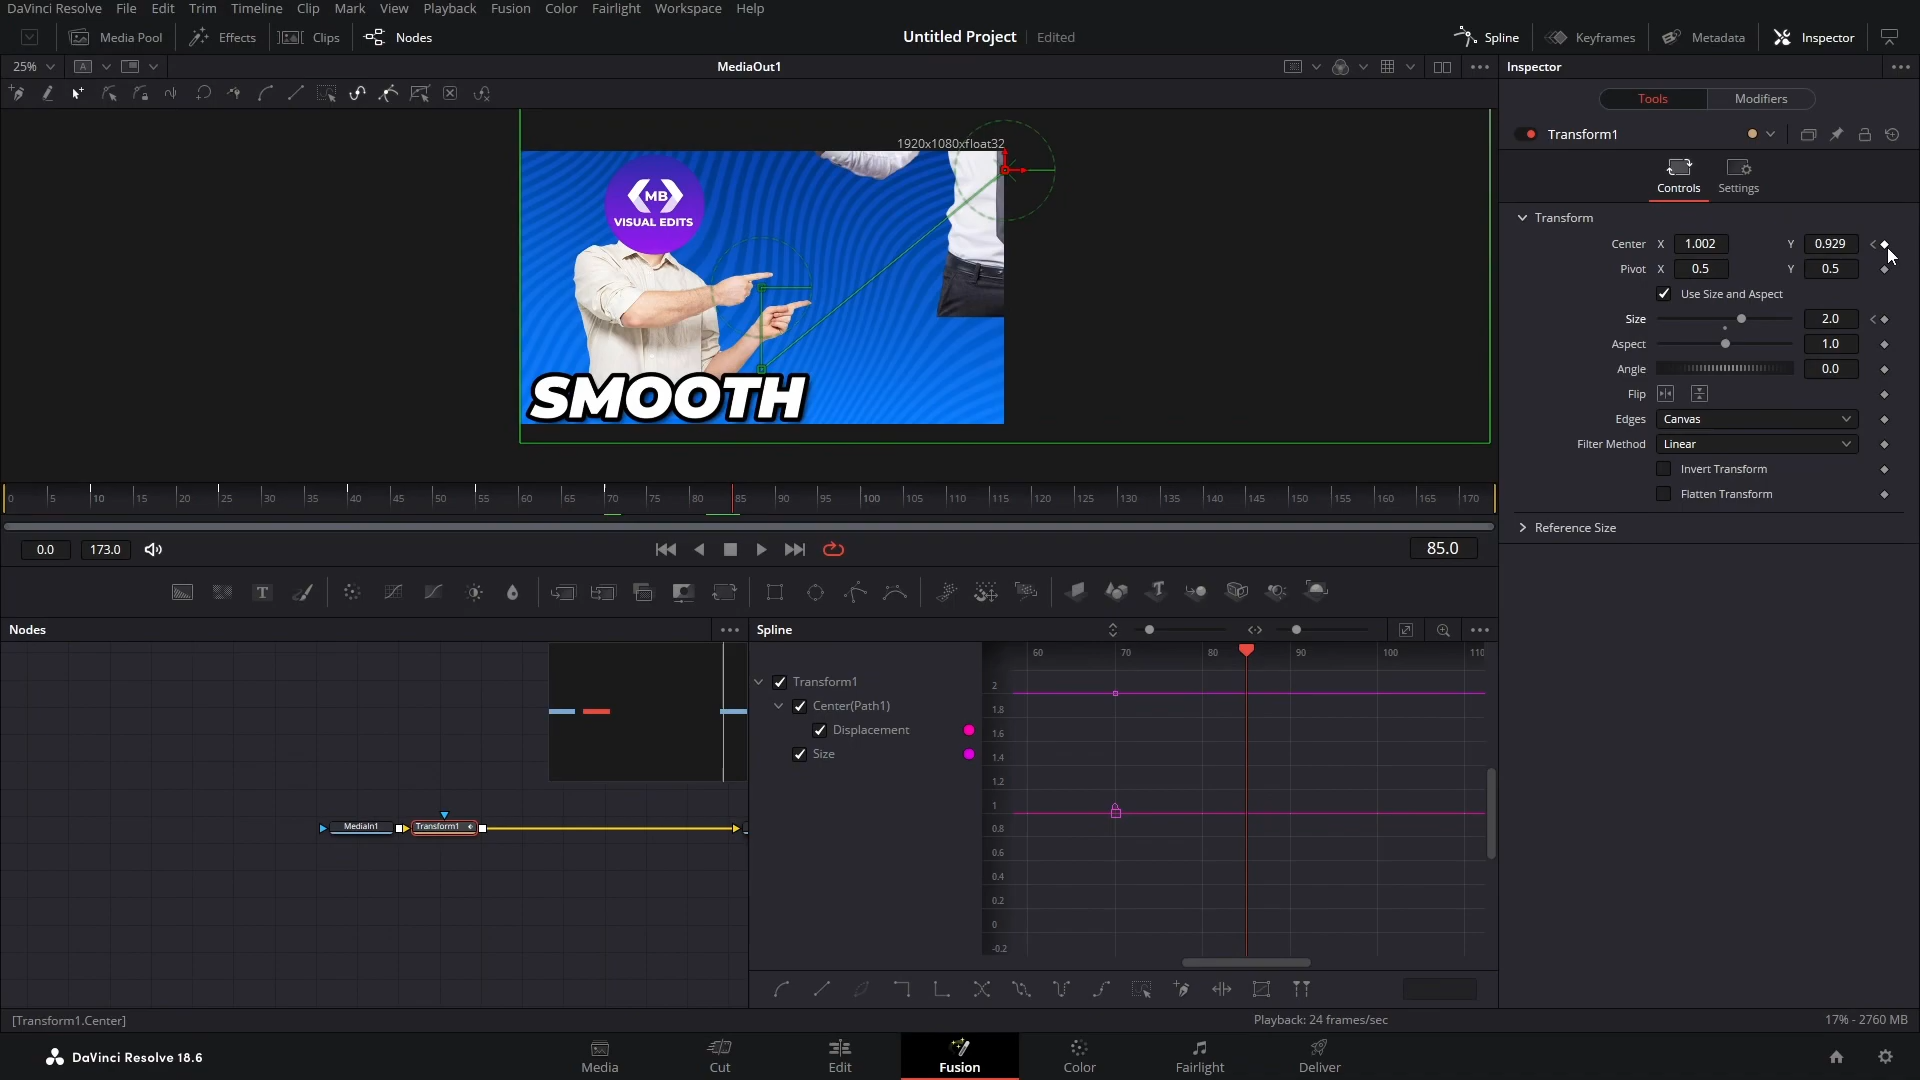 DaVinci Resolve File Edit Trim Timeline Clip Mark View Playback Fusion Color Fairlight Workspace Help
Media Pool Effects Clips Nodes Untitled Project Edited Spline Keyframes Metadata Inspector
25% A MediaOut1 Inspector
Tools Modifiers
Transform1
Controls Settings
Transform
Center X 1.002 Y 0.929
Pivot X 0.5 Y 0.5
Use Size and Aspect
Size 2.0
Aspect 1.0
Angle 0.0
Flip
Edges Canvas
Filter Method Linear
Invert Transform
Flatten Transform
Reference Size
1920x1080xfloat32
MB
VISUAL EDITS
SMOOTH
0 5 10 15 20 25 30 35 40 45 50 55 60 65 70 75 80 85 90 95 100 105 110 115 120 125 130 135 140 145 150 155 160 165 170
0.0 173.0 85.0
Nodes
MediaIn1 Transform1
Spline
Transform1
Center(Path1)
Displacement
Size
60 70 80 90 100 110
2
1.8
1.6
1.4
1.2
1
0.8
0.6
0.4
0.2
0
-0.2
[Transform1.Center] Playback: 24 frames/sec 17% - 2760 MB
DaVinci Resolve 18.6 Media Cut Edit Fusion Color Fairlight Deliver